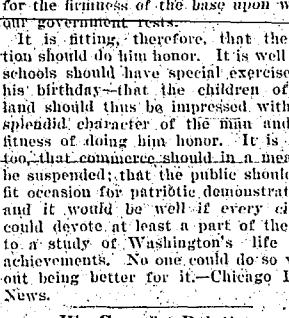 for the firmness of the base upon w
our government rests.
It is fitting, therefore, that the
tion should do him honor. It is well
schools should have special exercise
his birthday—that the children of
land should thus be impressed with
splendid character of the man and
fitness of doing him honor. It is
too, that commerce should in a mea
be suspended; that the public should
fit occasion for patriotic demonstrat
and it would be well if every ci
could devote at least a part of the
to a study of Washington's life
achievements. No one could do so w
out being better for it.—Chicago I
News.